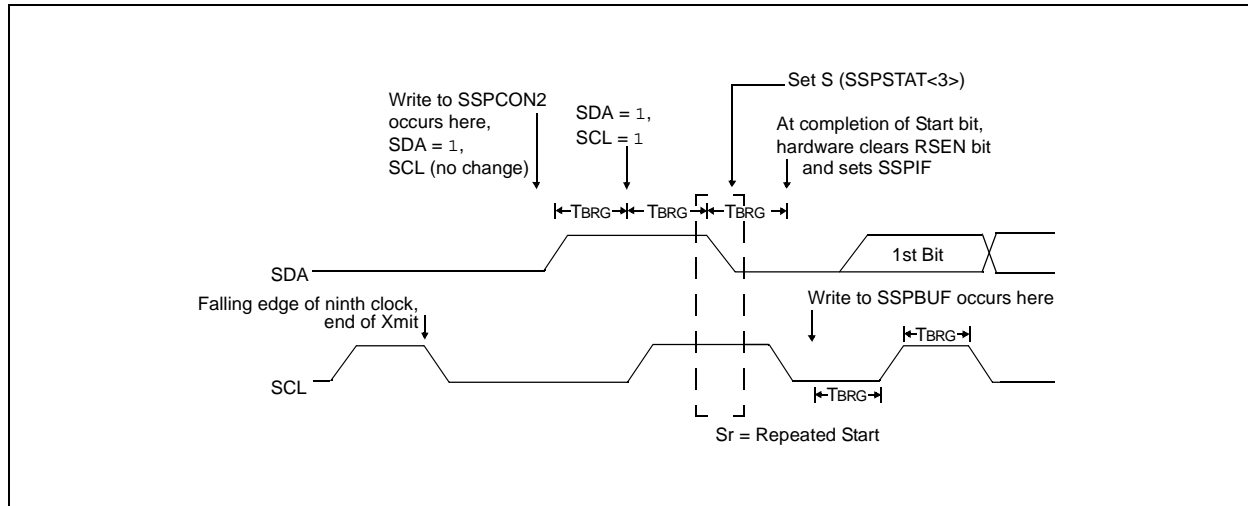 Set S (SSPSTAT<3>)
Write to SSPCON2
occurs here,
SDA = 1,
SCL (no change)
SDA = 1,
SCL = 1
At completion of Start bit,
hardware clears RSEN bit
and sets SSPIF
TBRG
TBRG
TBRG
SDA
1st Bit
Falling edge of ninth clock,
end of Xmit
Write to SSPBUF occurs here
TBRG
SCL
TBRG
Sr = Repeated Start